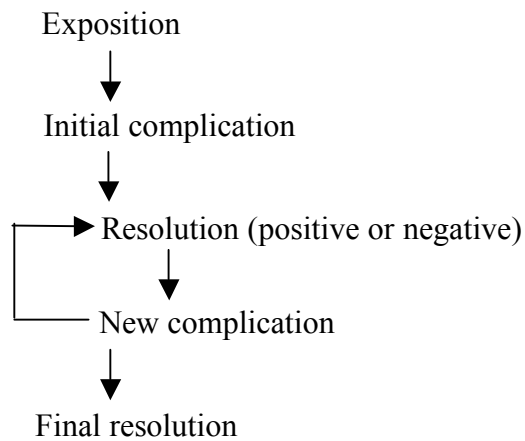 Exposition
Initial complication
Resolution (positive or negative)
New complication
Final resolution